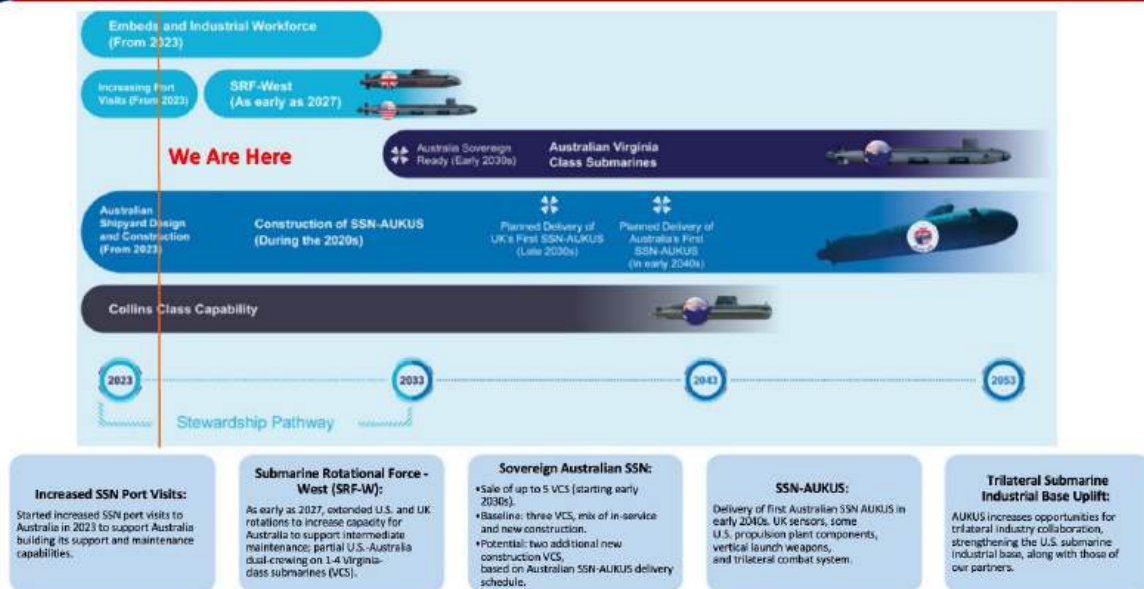 Embeds and Industrial Workforce
(From 2023)
Increasing Port
Visits (From 2023)
SRF-West
(As early as 2027)
We Are Here
Australia Sovereign
Ready (Early 2030s)
Australian Virginia
Class Submarines
Australian
Shipyard Design
and Construction
(From 2023)
Construction of SSN-AUKUS
(During the 2020s)
Planned Delivery of
UK's First SSN-AUKUS
(Late 2030s)
Planned Delivery of
Australia's First
SSN-AUKUS
(In early 2040s)
Collins Class Capability
2023
2033
2043
2053
Stewardship Pathway
Increased SSN Port Visits:
Started increased SSN port visits to
Australia in 2023 to support Australia
building its support and maintenance
capabilities.
Submarine Rotational Force -
West (SRF-W):
As early as 2027, extended U.S. and UK
rotations to increase capacity for
Australia to support intermediate
maintenance; partial U.S.-Australia
dual-crewing on 1-4 Virginia-
class submarines (VCS).
Sovereign Australian SSN:
•Sale of up to 5 VCS (starting early
2030s).
•Baseline: three VCS, mix of in-service
and new construction.
•Potential: two additional new
construction VCS,
based on Australian SSN-AUKUS delivery
schedule.
SSN-AUKUS:
Delivery of first Australian SSN AUKUS in
early 2040s. UK sensors, some
U.S. propulsion plant components,
vertical launch weapons,
and trilateral combat system.
Trilateral Submarine
Industrial Base Uplift:
AUKUS increases opportunities for
trilateral industry collaboration,
strengthening the U.S. submarine
industrial base, along with those of
our partners.